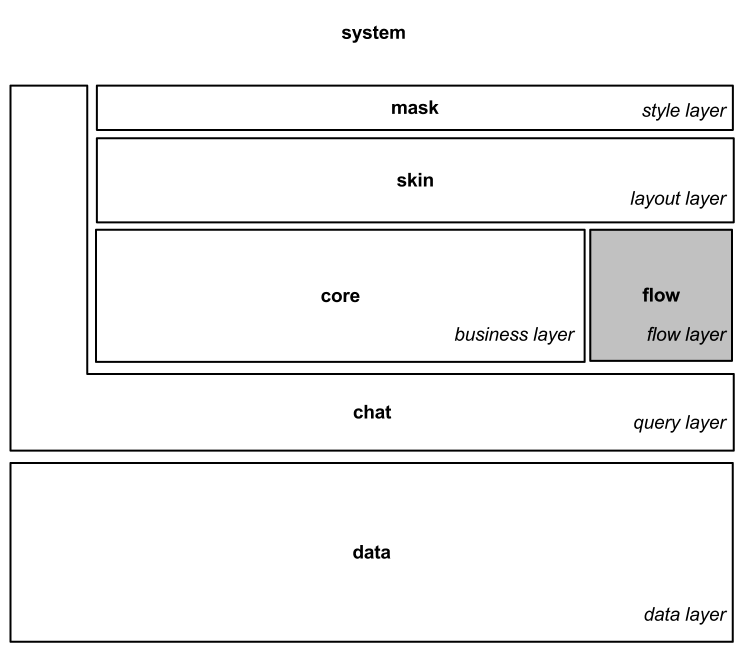 system
mask
style layer
skin
layout layer
core
business layer
flow
flow layer
chat
query layer
data
data layer